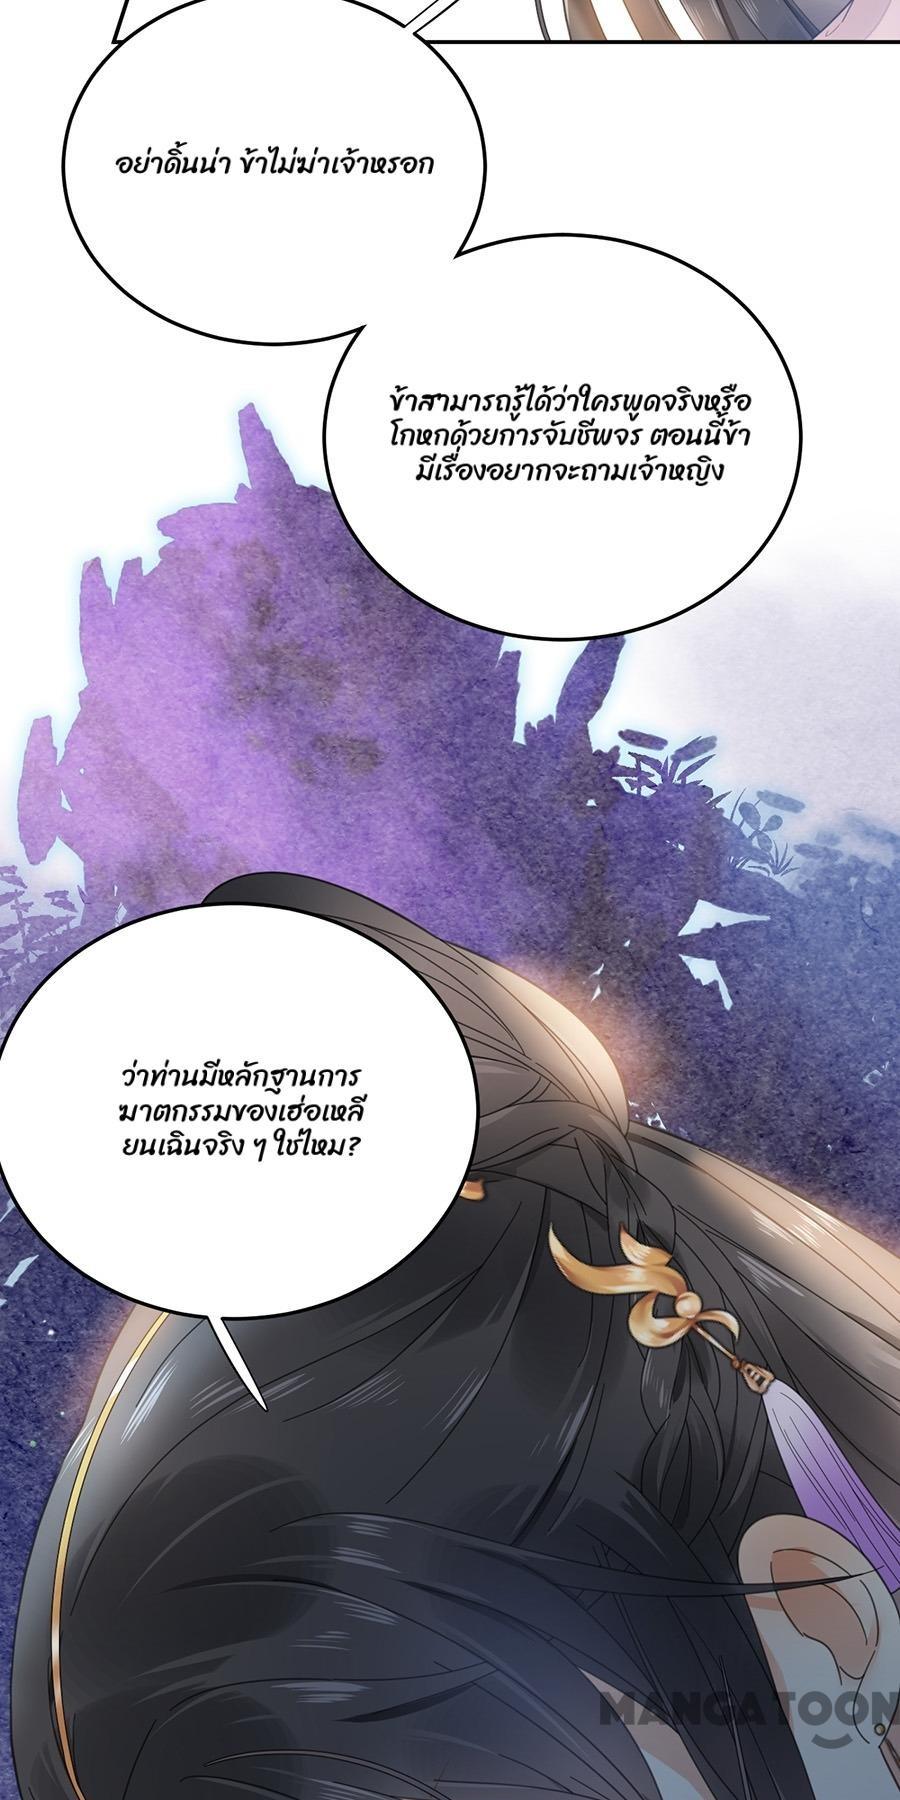 อย่าดิ้นน่า ข้าไม่ฆ่าเจ้าหรอก
ข้าสามารถรู้ได้ว่าใครพูดจริงหรือ
โกหกด้วยการจับชีพจร ตอนนี้ข้า
มีเรื่องอยากจะถามเจ้าหญิง
ว่าท่านมีหลักฐานการ
ฆาตกรรมของเฮ่อเหลี
ยนเฉินจริง ๆ ใช่ไหม?
MANGATOON